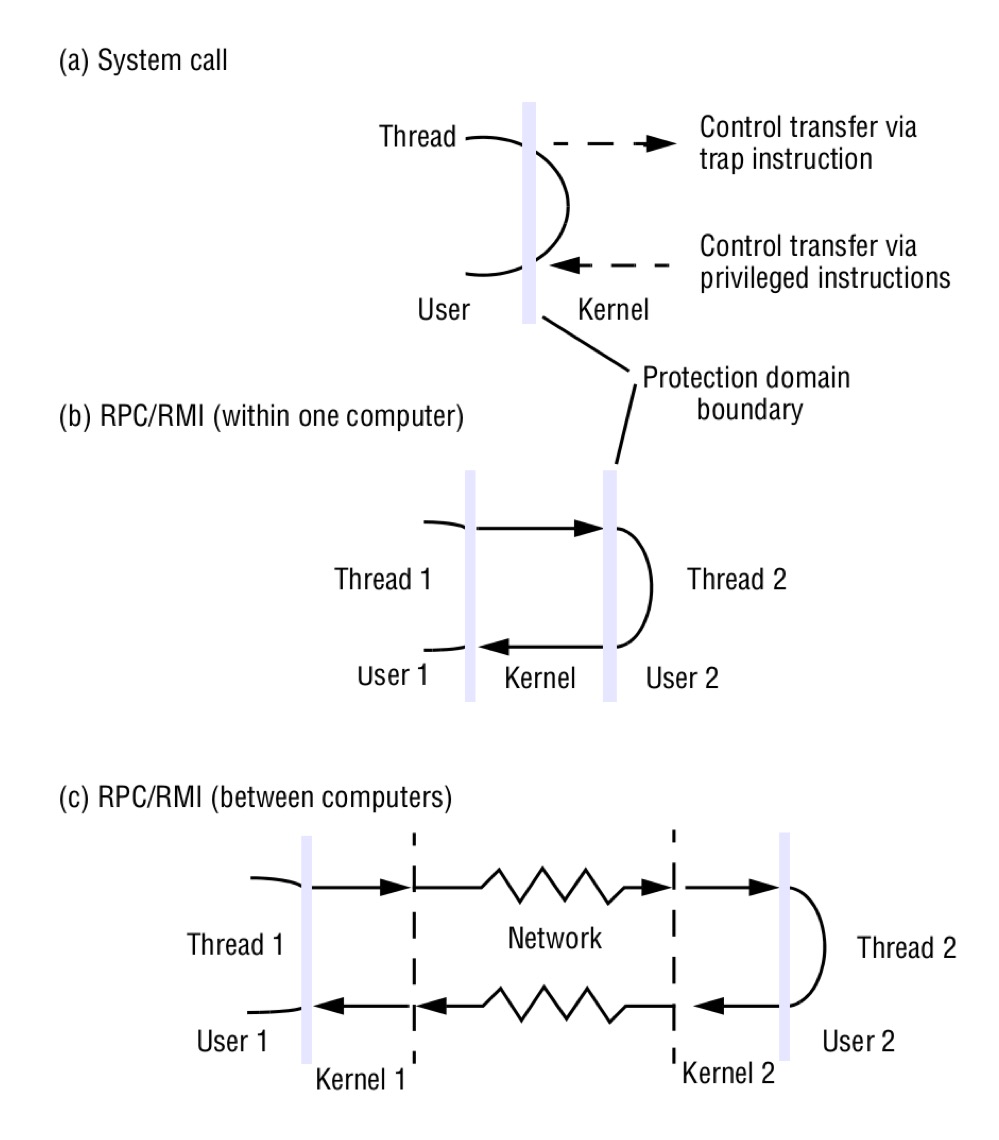 (a) System call
Thread
Control transfer via
trap instruction
Control transfer via
privileged instructions
User
Kernel
Protection domain
boundary
(b) RPC/RMI (within one computer)
Thread 1
Thread 2
User 1
Kernel
User 2
(c) RPC/RMI (between computers)
Network
Thread 1
Thread 2
User 1
User 2
Kernel 1
Kernel 2